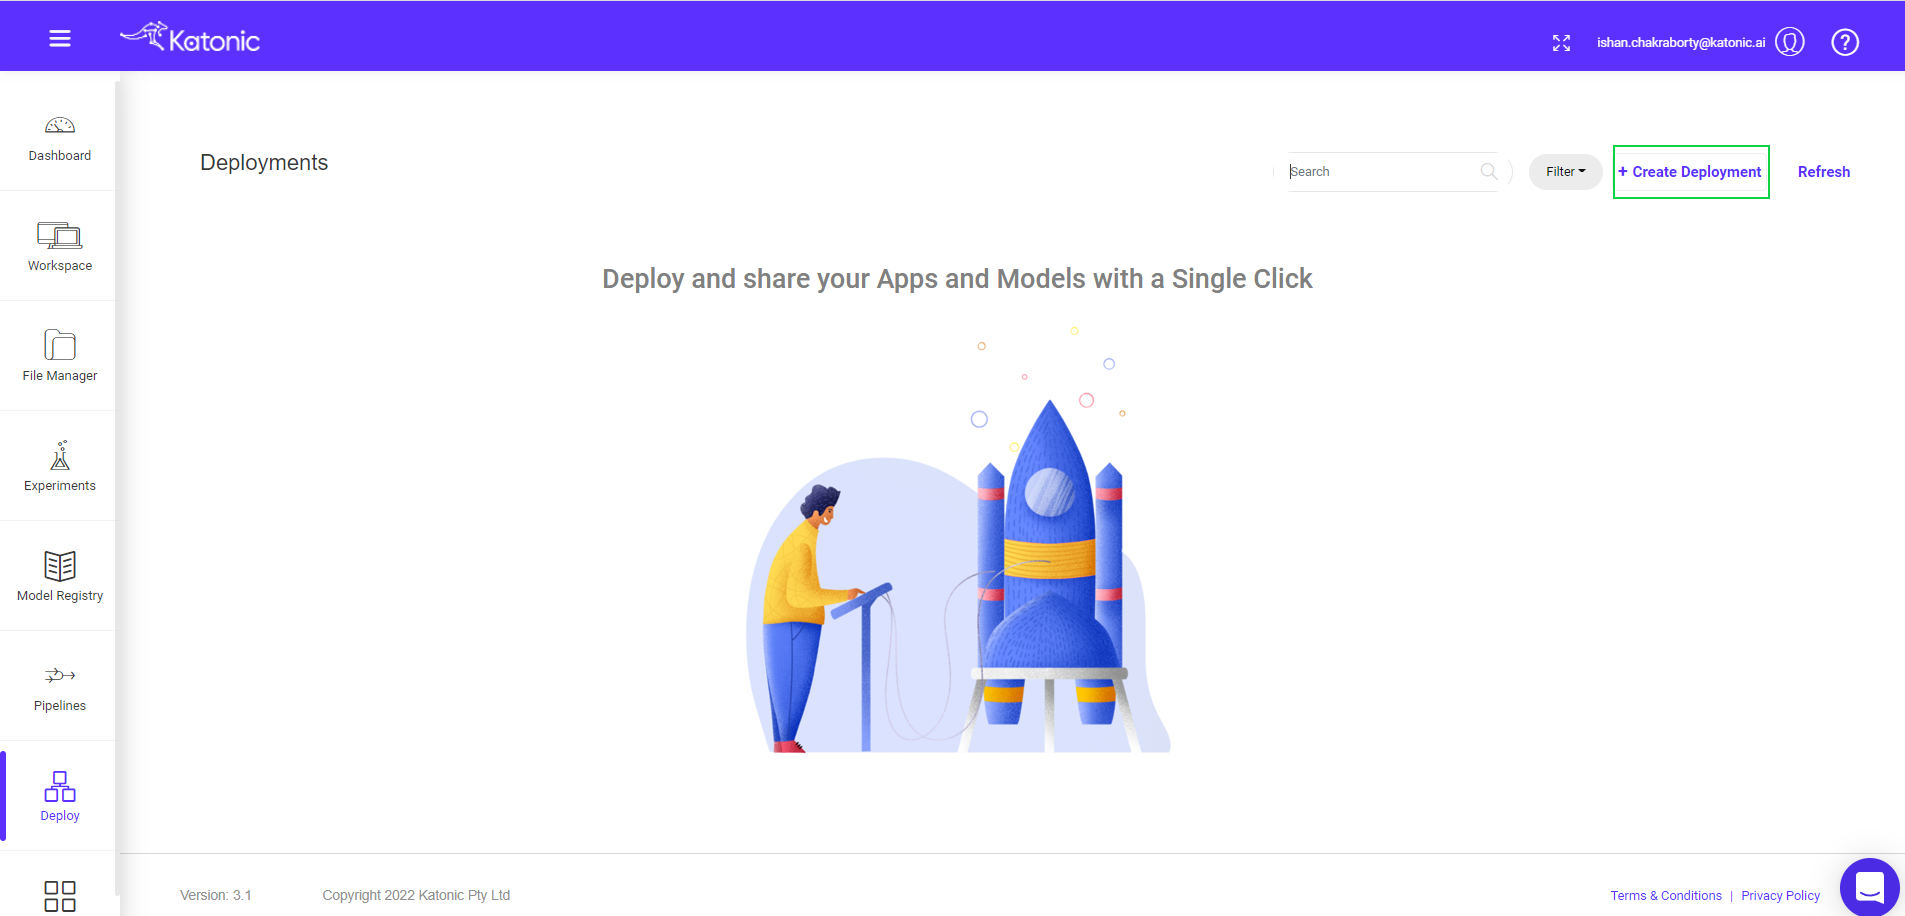 Katonic
ishan.chakraborty@katonic.ai
?
Dashboard
Workspace
File Manager
Experiments
Model Registry
Pipelines
Deploy
Deployments
Search
Filter
+ Create Deployment
Refresh
Deploy and share your Apps and Models with a Single Click
Version: 3.1
Copyright 2022 Katonic Pty Ltd
Terms & Conditions | Privacy Policy